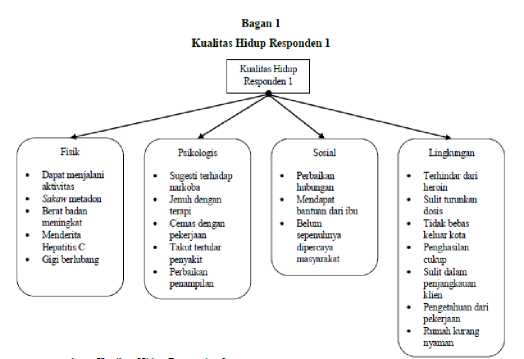 Bagan 1
Kualitas Hidup Responden 1
Kualitas Hidup
Responden 1
Fisik
• Dapat menjalani
aktivitas
• Sakaw metadon
• Berat badan
meningkat
• Menderita
Hepatitis C
• Gigi berlubang
Psikologis
• Sugesti terhadap
narkoba
• Jenuh dengan
terapi
• Cemas dengan
pekerjaan
• Takut tertular
penyakit
• Perbaikan
penampilan
Sosial
• Perbaikan
hubungan
• Mendapat
bantuan dari ibu
• Belum
sepenuhnya
dipercaya
masyarakat
Lingkungan
• Terhindar dari
heroin
• Sulit turunkan
dosis
• Tidak bebas
keluar kota
• Penghasilan
cukup
• Sulit dalam
penjangkauan
klien
• Pengetahuan dari
pekerjaan
• Rumah kurang
nyaman